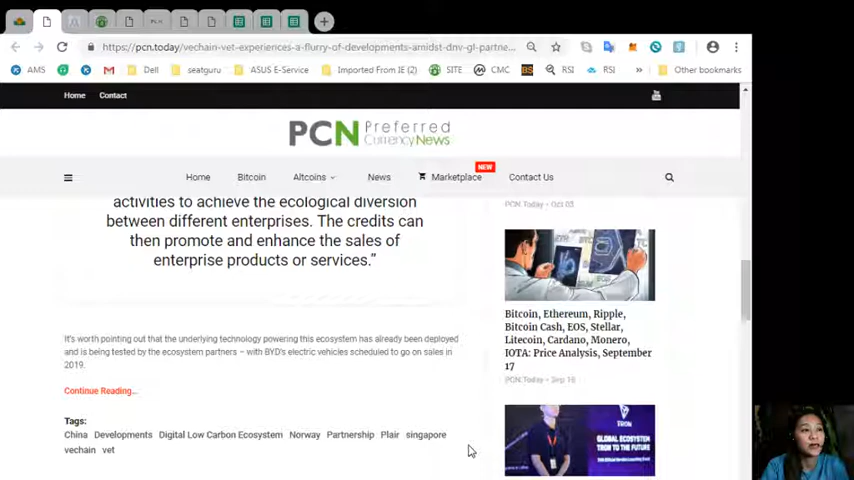 https://pcn.today/vechain-vet-experiences-a-flurry-of-developments-amidst-dnv-gl-partne...
AMS
Dell
seatguru
ASUS E-Service
Imported From IE (2)
SITE
CMC
BS
RSI
RSI
»
Other bookmarks
Home
Contact
PCN Preferred
Currency News
NEW
Home
Bitcoin
Altcoins
News
Marketplace
Contact Us
activities to achieve the ecological diversion
between different enterprises. The credits can
then promote and enhance the sales of
enterprise products or services.”
It's worth pointing out that the underlying technology powering this ecosystem has already been deployed
and is being tested by the ecosystem partners – with BYD's electric vehicles scheduled to go on sales in
2019.
Continue Reading...
Tags:
China Developments Digital Low Carbon Ecosystem Norway Partnership Plair singapore
vechain vet
PCN.Today - Oct 03
Bitcoin, Ethereum, Ripple,
Bitcoin Cash, EOS, Stellar,
Litecoin, Cardano, Monero,
IOTA: Price Analysis, September
17
PCN.Today - Sep 16
TRON
GLOBAL ECOSYSTEM
TRON TO THE FUTURE